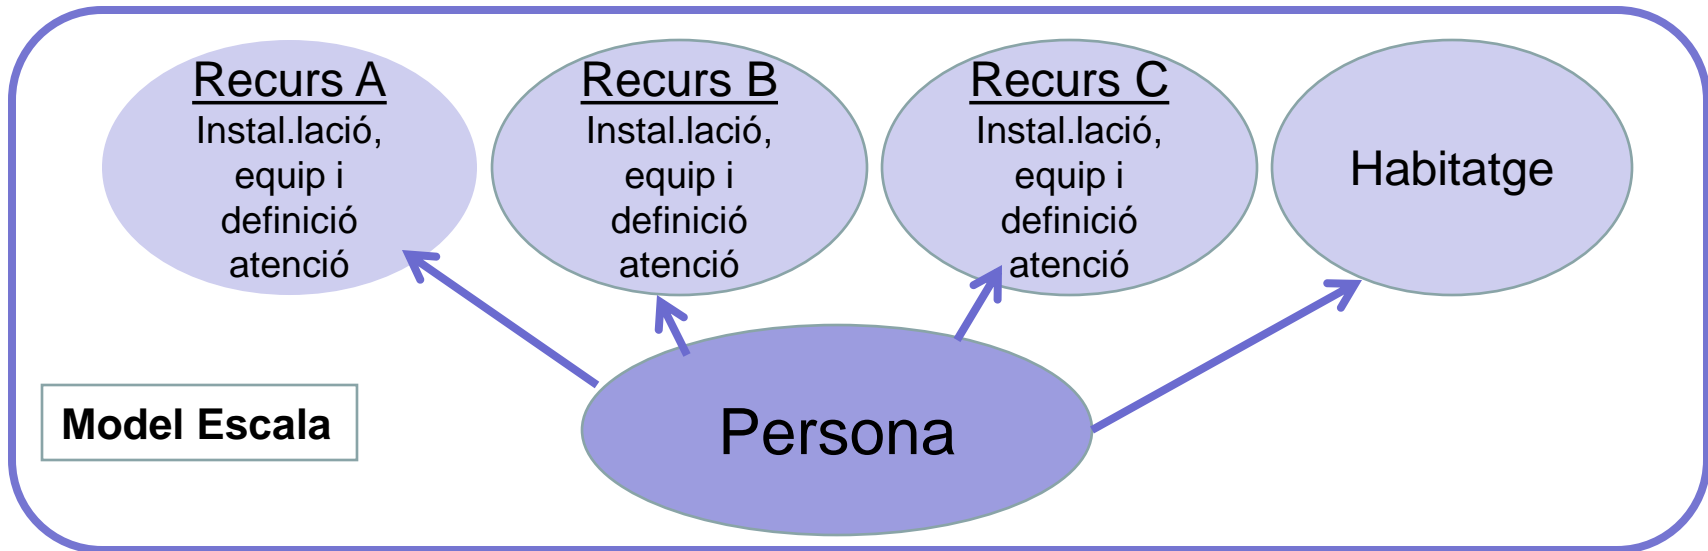 Recurs A
Instal.lació,
equip i
definició
atenció
Recurs B
Instal.lació,
equip i
definició
atenció
Recurs C
Instal.lació,
equip i
definició
atenció
Habitatge
Model Escala
Persona